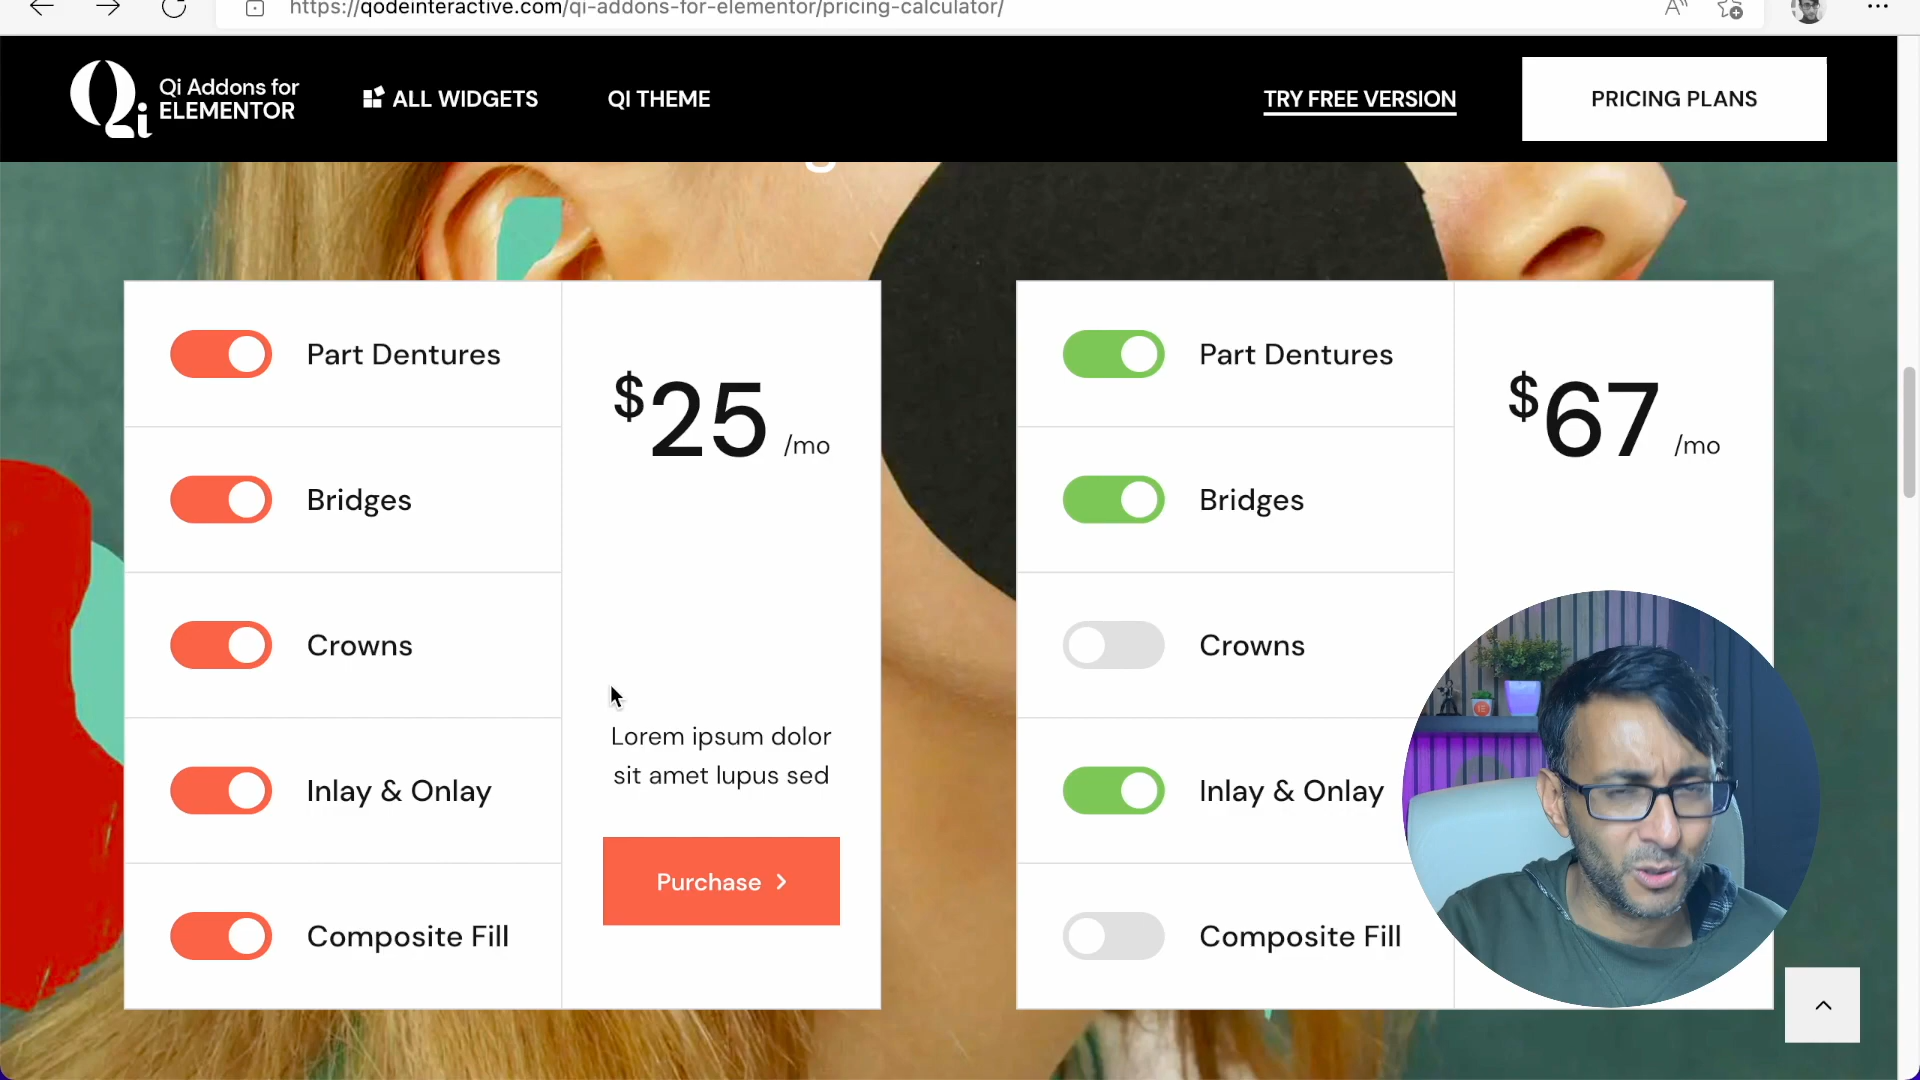 https://qodeinteractive.com/qi-addons-for-elementor/pricing-calculator/
Qi
Qi Addons for
ELEMENTOR
ALL WIDGETS
QI THEME
TRY FREE VERSION
PRICING PLANS
Part Dentures
Bridges
Crowns
Inlay & Onlay
Composite Fill
$25 /mo
Lorem ipsum dolor
sit amet lupus sed
Purchase
Part Dentures
Bridges
Crowns
Inlay & Onlay
Composite Fill
$67 /mo